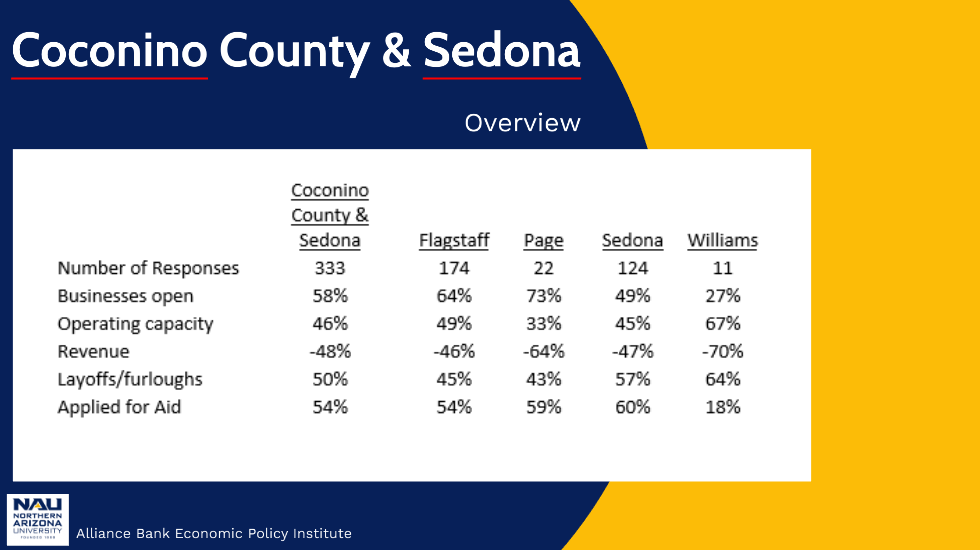 Coconino County & Sedona
Overview
Coconino
County &
Sedona Flagstaff Page Sedona Williams
Number of Responses 333 174 22 124 11
Businesses open 58% 64% 73% 49% 27%
Operating capacity 46% 49% 33% 45% 67%
Revenue -48% -46% -64% -47% -70%
Layoffs/furloughs 50% 45% 43% 57% 64%
Applied for Aid 54% 54% 59% 60% 18%
NAU
NORTHERN
ARIZONA
UNIVERSITY
FOUNDED 1899
Alliance Bank Economic Policy Institute